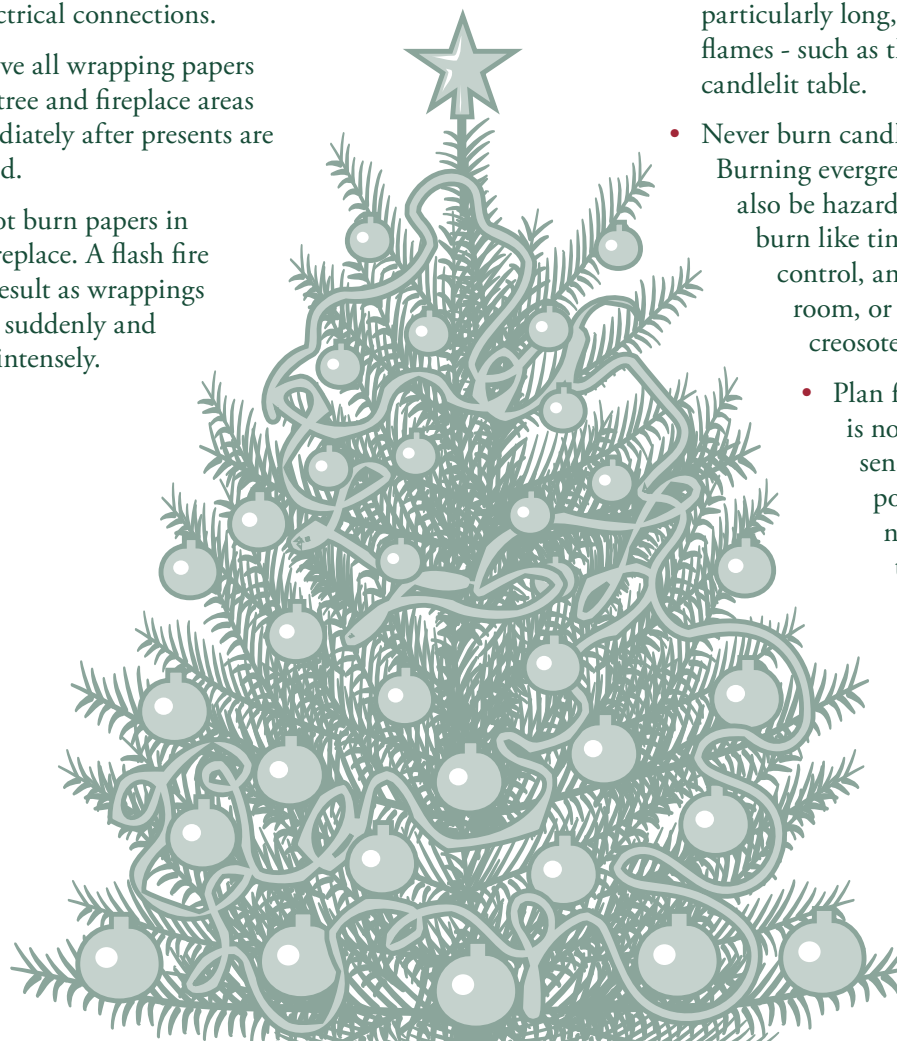 ctrical connections.
ve all wrapping papers
tree and fireplace areas
diately after presents are
d.
ot burn papers in
replace. A flash fire
esult as wrappings
suddenly and
intensely.
particularly long,
flames - such as th
candlelit table.
• Never burn candl
Burning evergre
also be hazard
burn like tin
control, an
room, or
creosote
• Plan f
is no
sen
po
n
t